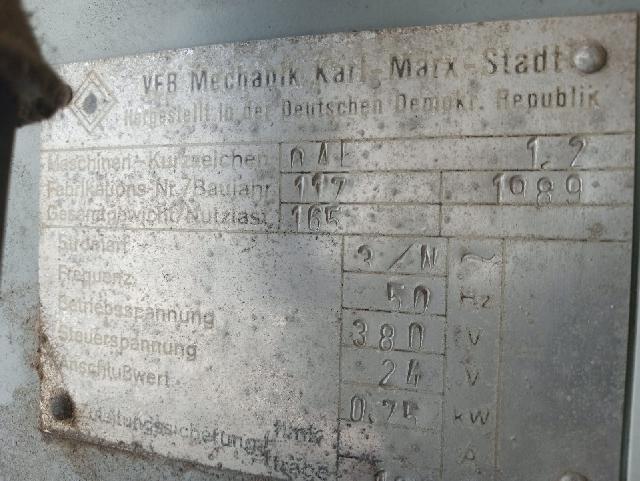 VEB Mechanik Karl-Marx-Stadt
Hergestellt in der Deutschen Demokr. Republik
Maschinen-Kurzzeichen 1.2
Fabrikations-Nr./Baujahr 117 1989
Gesamtgewicht/Nutzlast 165
Stromart 3/N ~
Frequenz 50 Hz
Betriebsspannung 380 V
Steuerspannung 24 V
Anschlußwert 0.75 kW
A